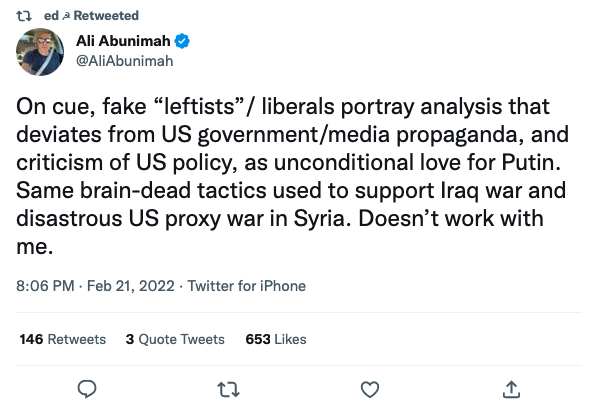 ed ☭ Retweeted
Ali Abunimah
@AliAbunimah
On cue, fake “leftists”/ liberals portray analysis that
deviates from US government/media propaganda, and
criticism of US policy, as unconditional love for Putin.
Same brain-dead tactics used to support Iraq war and
disastrous US proxy war in Syria. Doesn’t work with
me.
8:06 PM · Feb 21, 2022 · Twitter for iPhone
146 Retweets 3 Quote Tweets 653 Likes